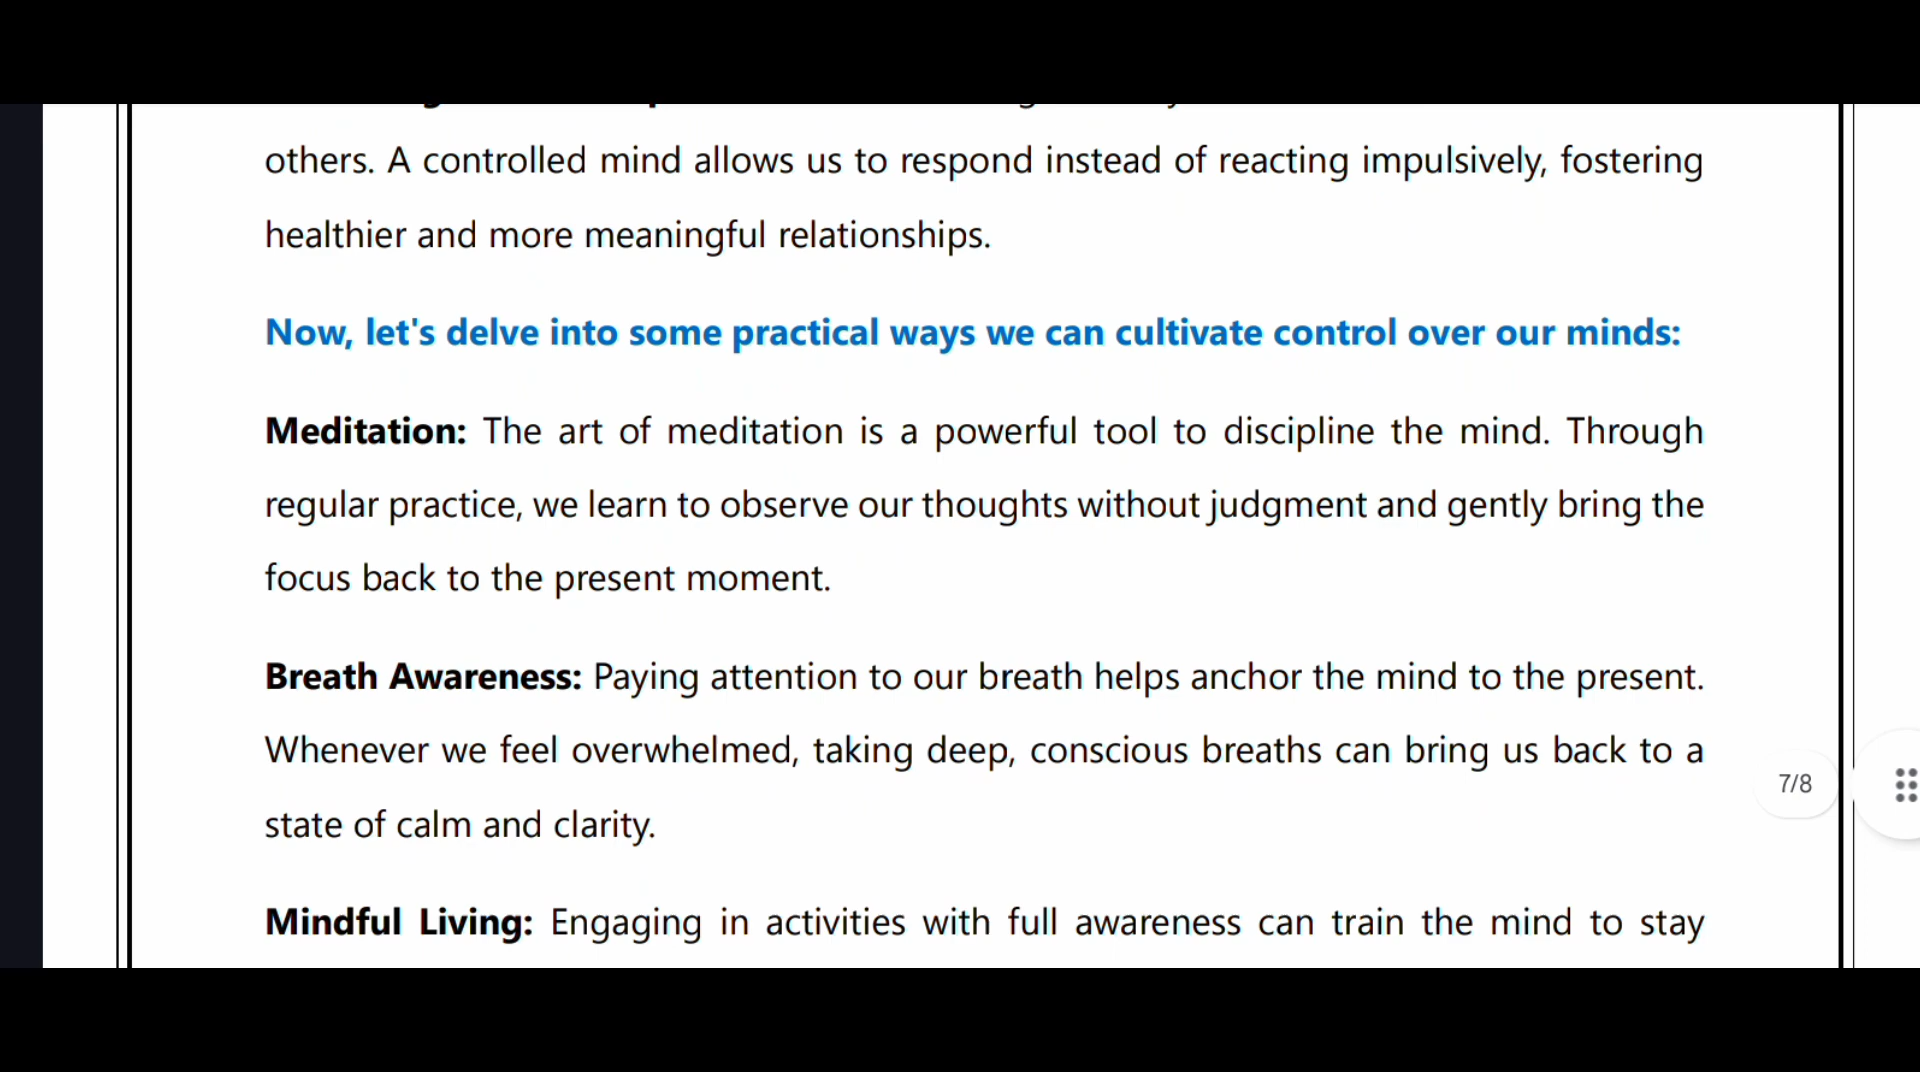 others. A controlled mind allows us to respond instead of reacting impulsively, fostering
healthier and more meaningful relationships.
Now, let's delve into some practical ways we can cultivate control over our minds:
Meditation: The art of meditation is a powerful tool to discipline the mind. Through
regular practice, we learn to observe our thoughts without judgment and gently bring the
focus back to the present moment.
Breath Awareness: Paying attention to our breath helps anchor the mind to the present.
Whenever we feel overwhelmed, taking deep, conscious breaths can bring us back to a
state of calm and clarity.
7/8
Mindful Living: Engaging in activities with full awareness can train the mind to stay